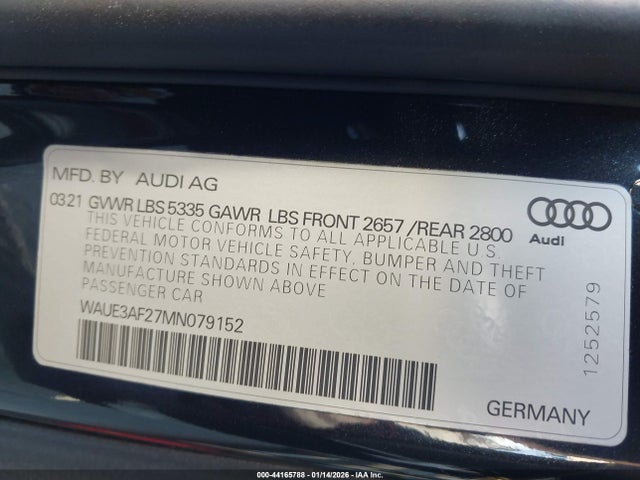 MFD. BY AUDI AG
03.21 GVWR LBS 5335 GAWR LBS FRONT 2657 /REAR 2800
THIS VEHICLE CONFORMS TO ALL APPLICABLE U.S.
FEDERAL MOTOR VEHICLE SAFETY, BUMPER AND THEFT
PREVENTION STANDARDS IN EFFECT ON THE DATE OF
MANUFACTURE SHOWN ABOVE
PASSENGER CAR
WAUE3AF27MN079152
Audi
1252579
GERMANY
000-44165788 - 01/14/2026 - IAA Inc.